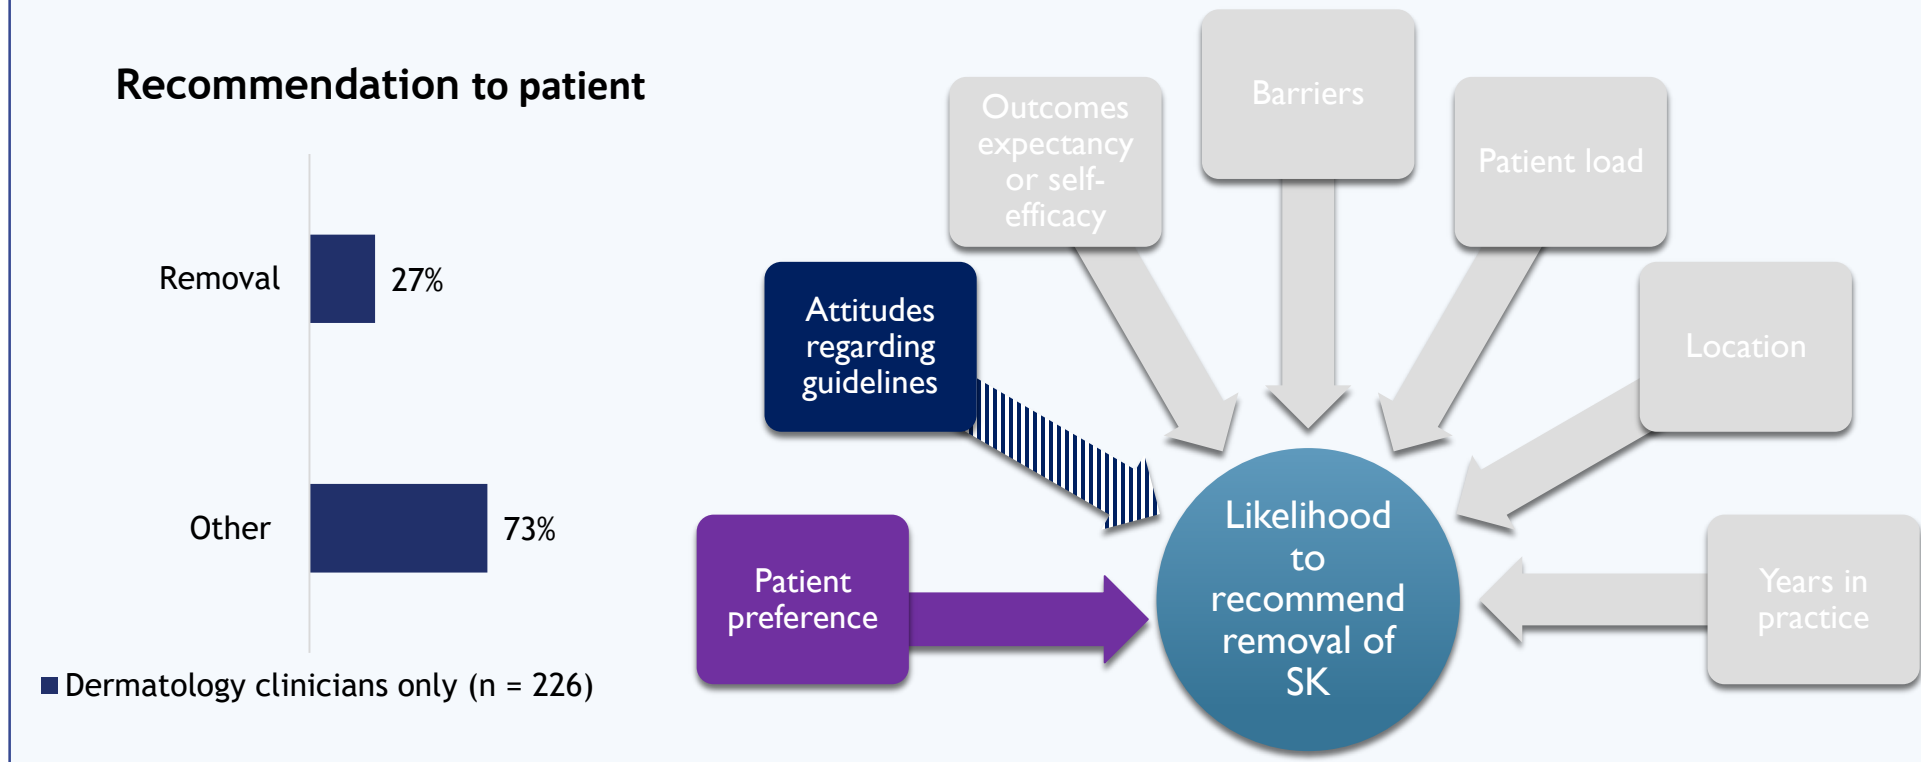 Recommendation to patient
Removal
27%
Other
73%
Dermatology clinicians only (n = 226)
Patient
preference
Attitudes
regarding
guidelines
Outcomes
expectancy
or self-
efficacy
Barriers
Patient load
Location
Years in
practice
Likelihood
to
recommend
removal of
SK